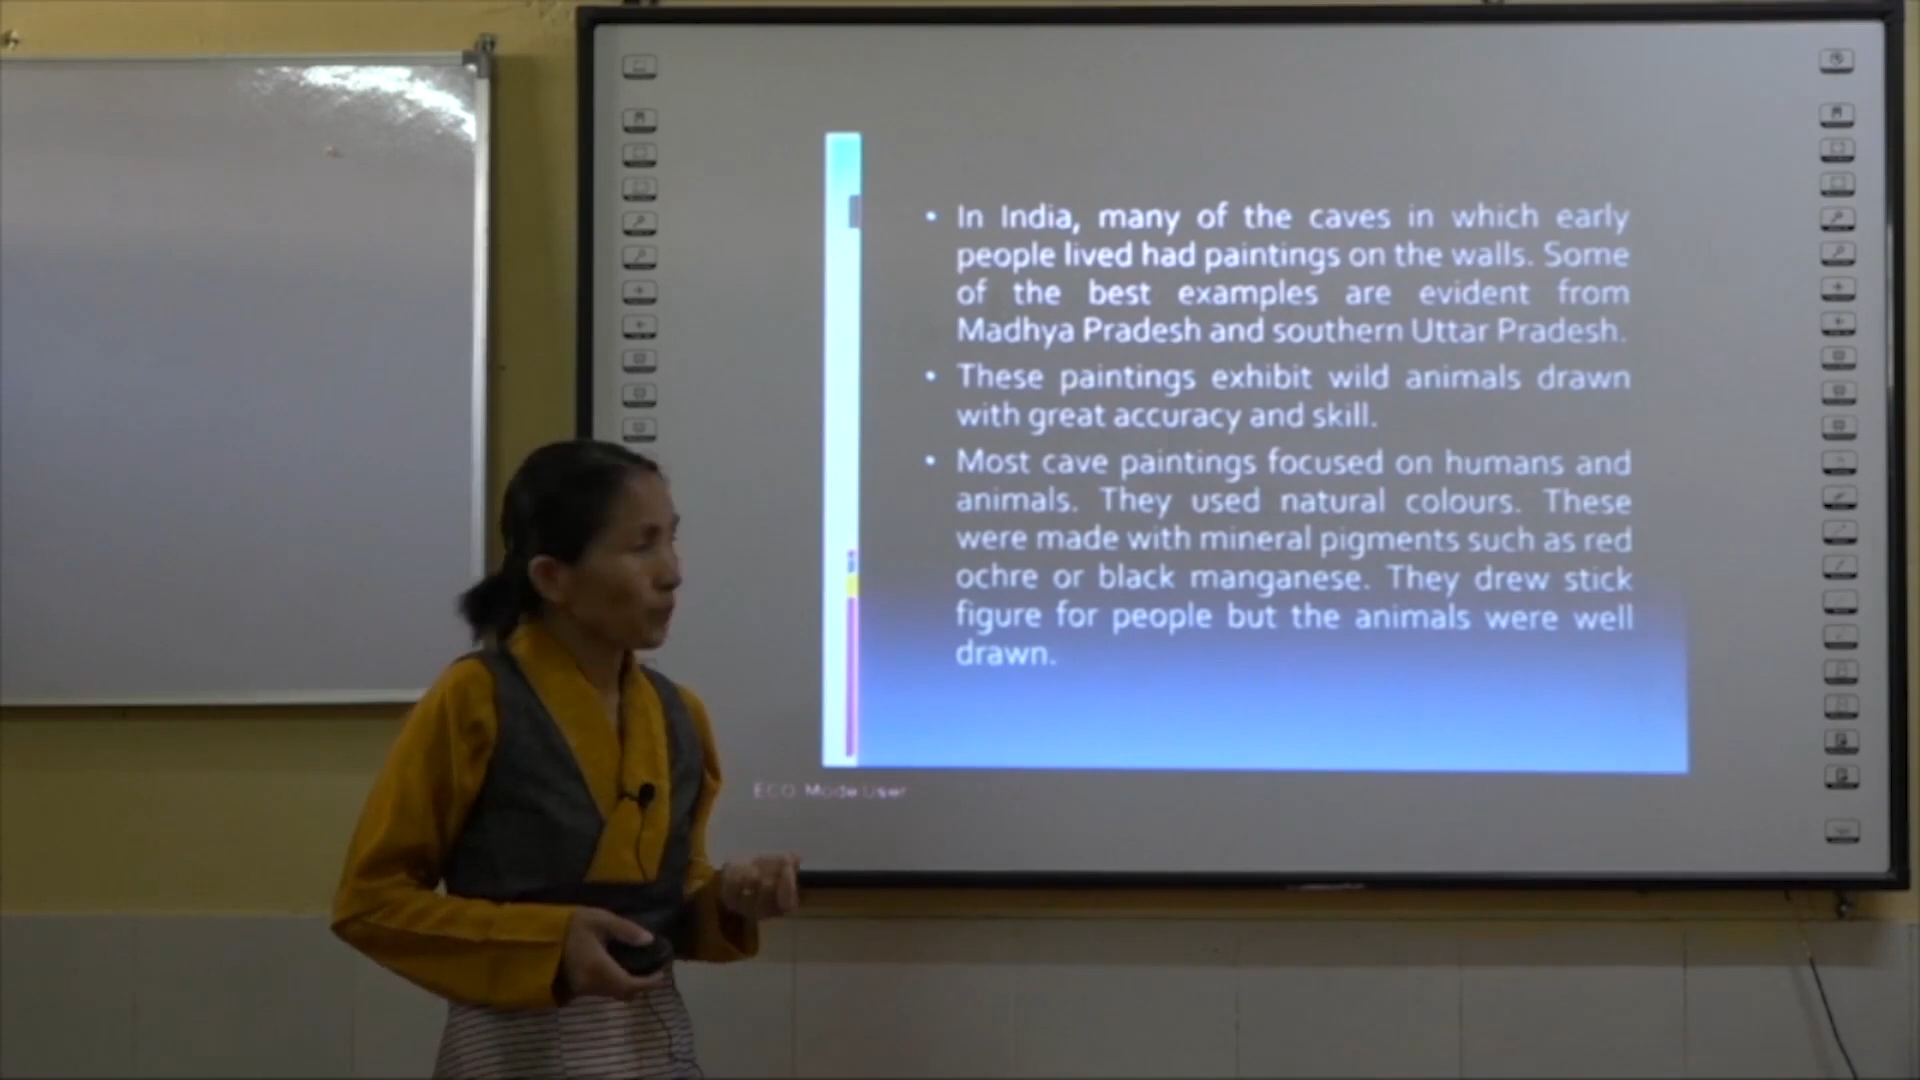 • In India, many of the caves in which early
people lived had paintings on the walls. Some
of the best examples are evident from
Madhya Pradesh and southern Uttar Pradesh.
• These paintings exhibit wild animals drawn
with great accuracy and skill.
• Most cave paintings focused on humans and
animals. They used natural colours. These
were made with mineral pigments such as red
ochre or black manganese. They drew stick
figure for people but the animals were well
drawn.
ECO Mode:User